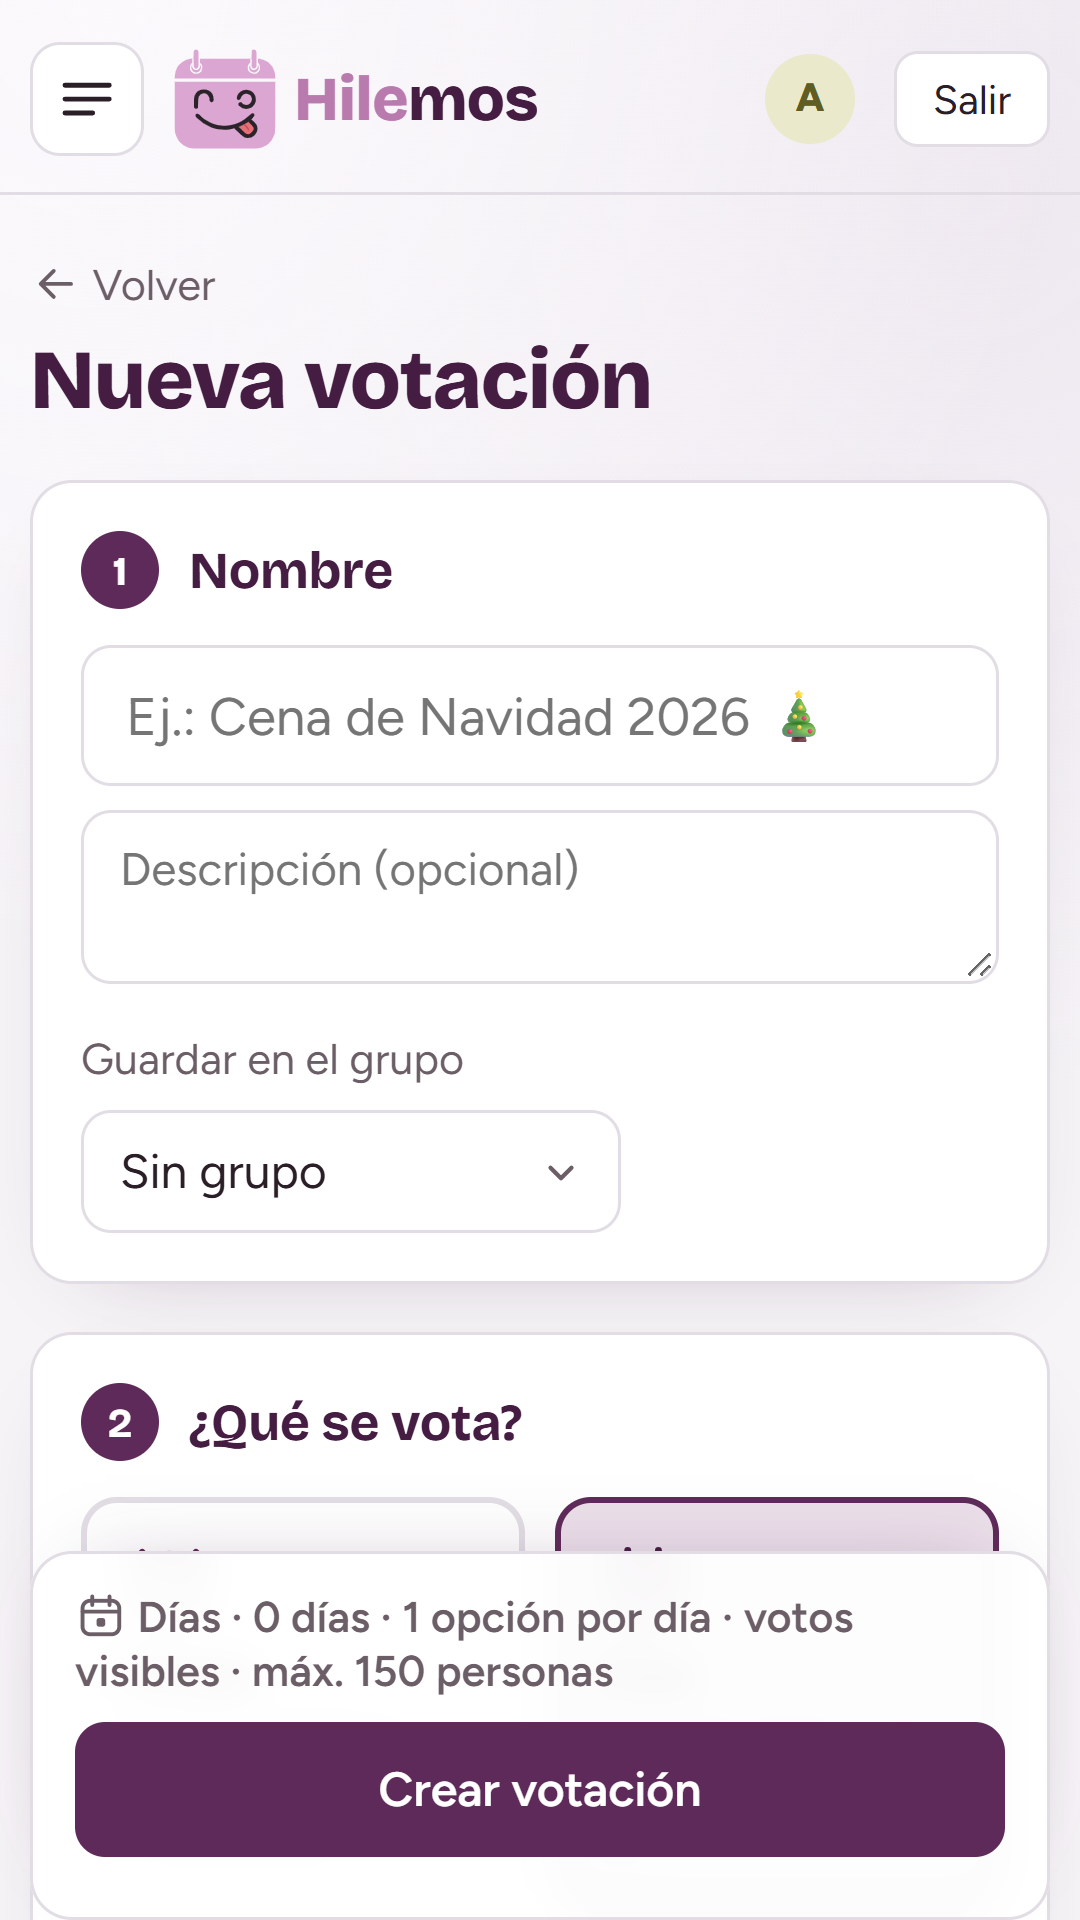 Hilemos
A
Salir
← Volver
Nueva votación
1 Nombre
Ej.: Cena de Navidad 2026 🎄
Descripción (opcional)
Guardar en el grupo
Sin grupo
2 ¿Qué se vota?
Días · 0 días · 1 opción por día · votos
visibles · máx. 150 personas
Crear votación